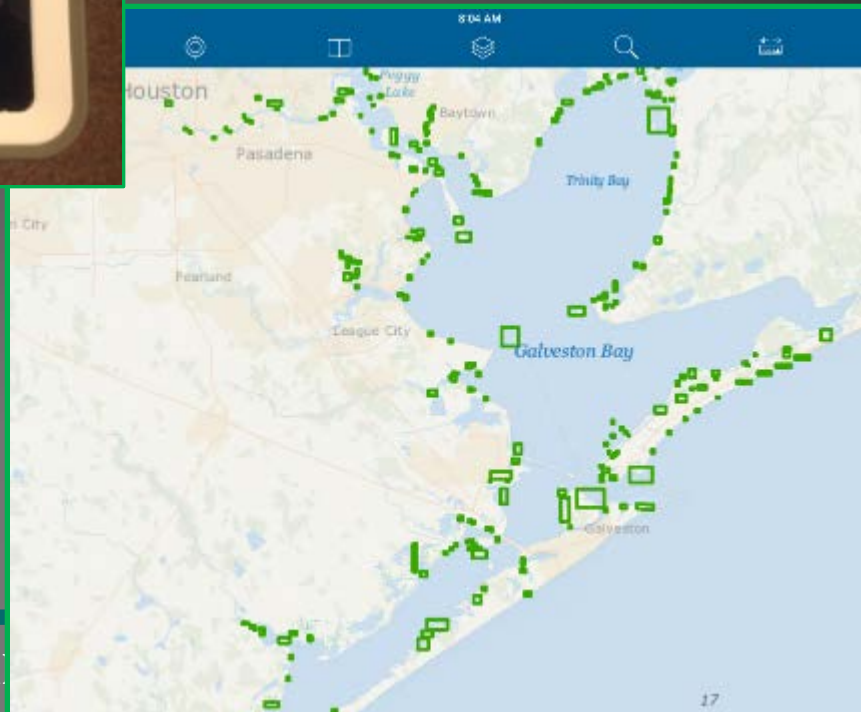 8:04 AM
Houston
Peggy
Lake
Baytown
Pasadena
Trinity Bay
City
Pearland
League City
Galveston Bay
Galveston
17